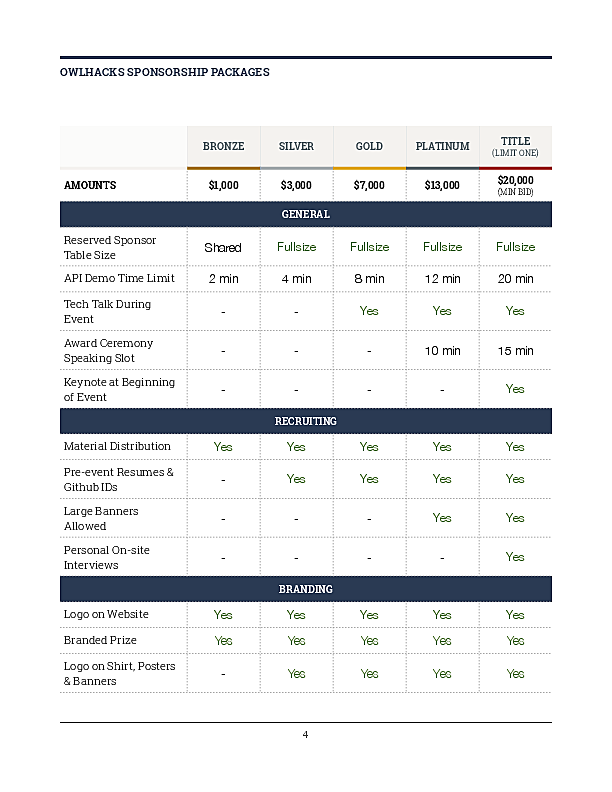 OWLHACKS SPONSORSHIP PACKAGES
BRONZE SILVER GOLD PLATINUM TITLE
(LIMIT ONE)
AMOUNTS $1,000 $3,000 $7,000 $13,000 $20,000
(MIN BID)
GENERAL
Reserved Sponsor
Table Size Shared Fullsize Fullsize Fullsize Fullsize
API Demo Time Limit 2 min 4 min 8 min 12 min 20 min
Tech Talk During
Event - - Yes Yes Yes
Award Ceremony
Speaking Slot - - - 10 min 15 min
Keynote at Beginning
of Event - - - - Yes
RECRUITING
Material Distribution Yes Yes Yes Yes Yes
Pre-event Resumes &
Github IDs - Yes Yes Yes Yes
Large Banners
Allowed - - - Yes Yes
Personal On-site
Interviews - - - - Yes
BRANDING
Logo on Website Yes Yes Yes Yes Yes
Branded Prize Yes Yes Yes Yes Yes
Logo on Shirt, Posters
& Banners - Yes Yes Yes Yes
4